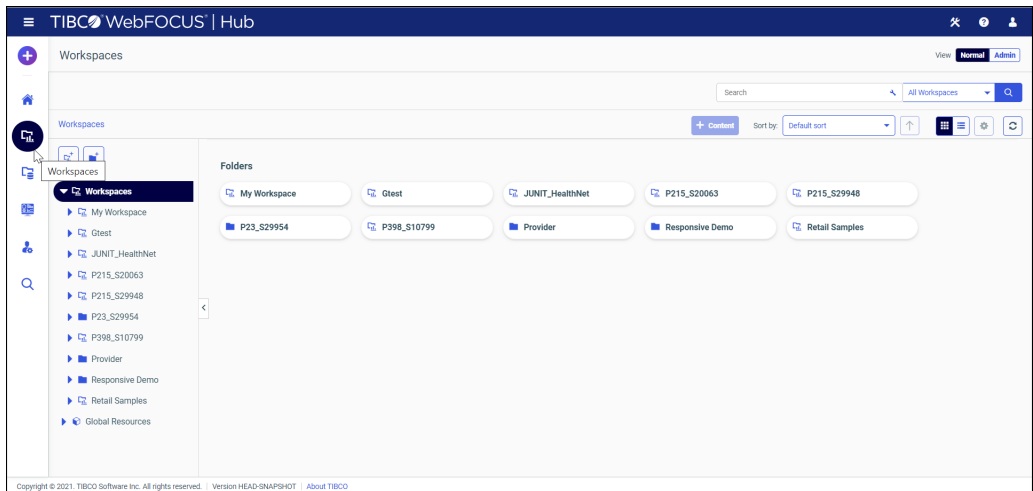 TIBCO WebFOCUS® | Hub
Workspaces
View Normal Admin
Search
All Workspaces
Workspaces
+ Content
Sort by:
Default sort
Workspaces
Workspaces
My Workspace
Gtest
JUNIT_HealthNet
P215_S20063
P215_S29948
P23_S29954
P398_S10799
Provider
Responsive Demo
Retail Samples
Global Resources
Folders
My Workspace
Gtest
JUNIT_HealthNet
P215_S20063
P215_S29948
P23_S29954
P398_S10799
Provider
Responsive Demo
Retail Samples
Copyright © 2021. TIBCO Software Inc. All rights reserved. | Version HEAD-SNAPSHOT | About TIBCO